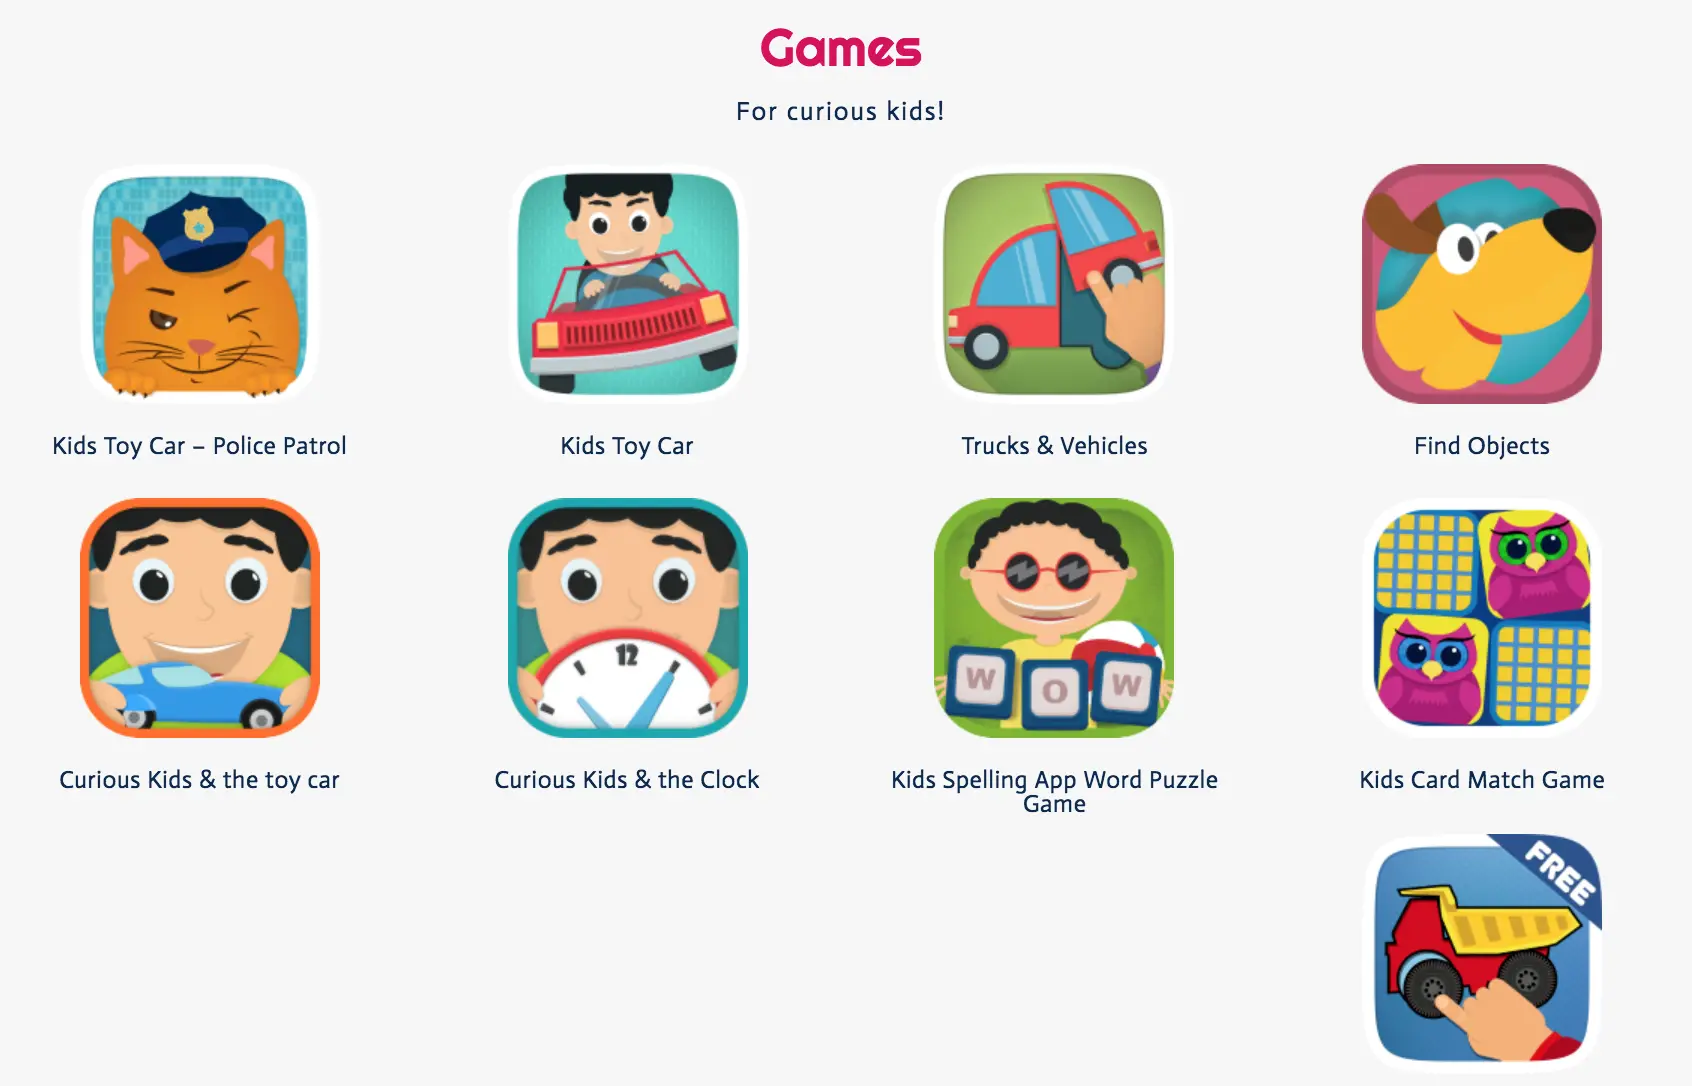 Games
For curious kids!
Kids Toy Car – Police Patrol
Kids Toy Car
Trucks & Vehicles
Find Objects
12
W O W
Curious Kids & the toy car
Curious Kids & the Clock
Kids Spelling App Word Puzzle
Game
Kids Card Match Game
FREE